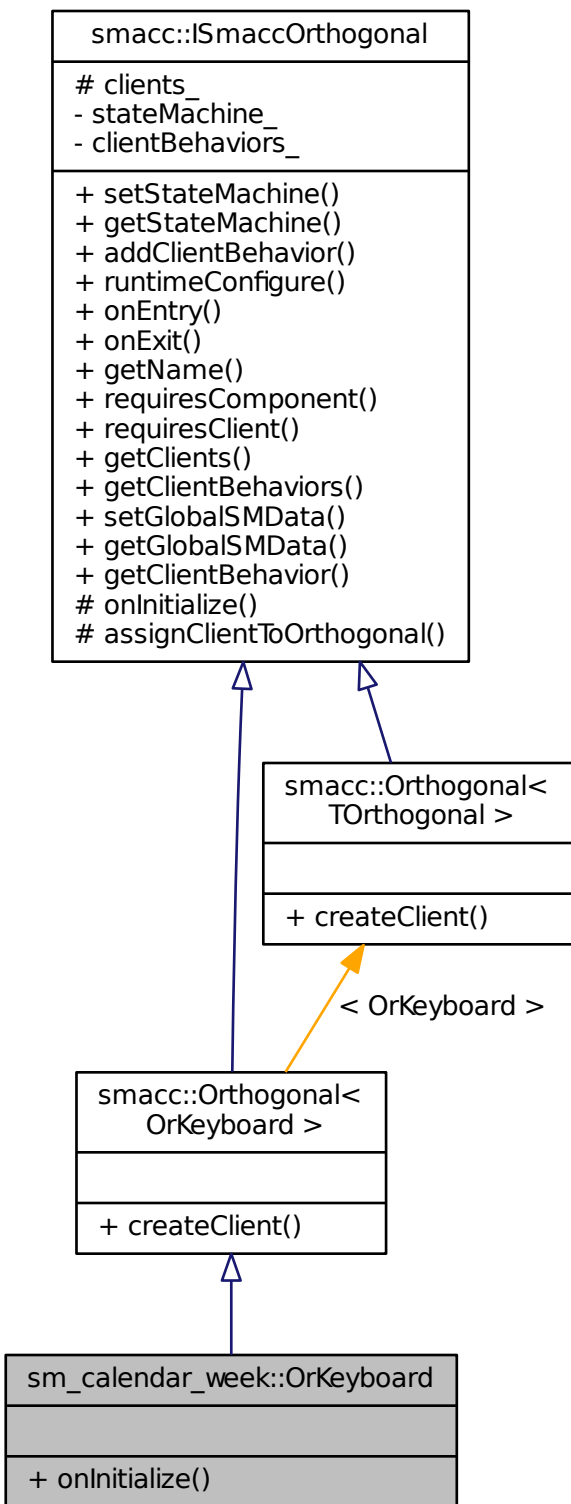 smacc::ISmaccOrthogonal
# clients_
- stateMachine_
- clientBehaviors_
+ setStateMachine()
+ getStateMachine()
+ addClientBehavior()
+ runtimeConfigure()
+ onEntry()
+ onExit()
+ getName()
+ requiresComponent()
+ requiresClient()
+ getClients()
+ getClientBehaviors()
+ setGlobalSMData()
+ getGlobalSMData()
+ getClientBehavior()
# onInitialize()
# assignClientToOrthogonal()
smacc::Orthogonal<
TOrthogonal >
+ createClient()
< OrKeyboard >
smacc::Orthogonal<
OrKeyboard >
+ createClient()
sm_calendar_week::OrKeyboard
+ onInitialize()